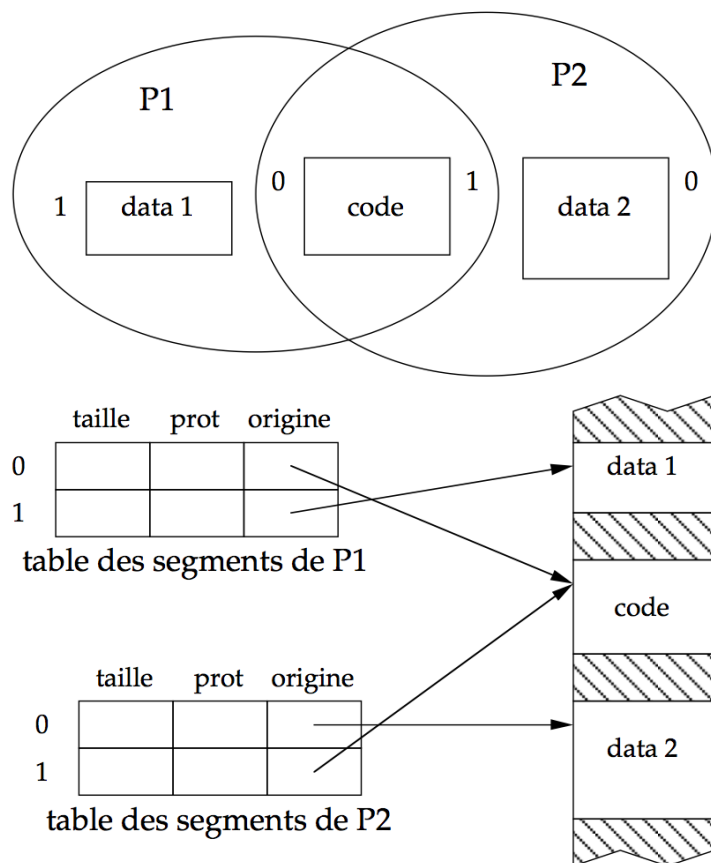 P1
P2
1
data 1
0
code
1
data 2
0
taille prot origine
0
1
table des segments de P1
taille prot origine
0
1
table des segments de P2
data 1
code
data 2